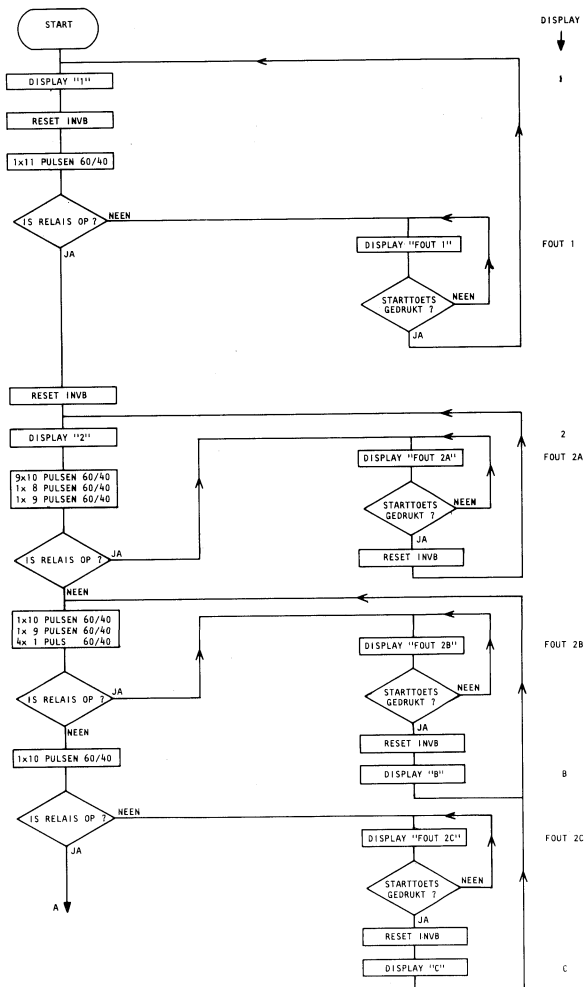 START
DISPLAY
DISPLAY "1"
1
RESET INVB
1x11 PULSEN 60/40
IS RELAIS OP ?
NEEN
JA
DISPLAY "FOUT 1"
FOUT 1
STARTTOETS
GEDRUKT ?
NEEN
JA
RESET INVB
DISPLAY "2"
2
DISPLAY "FOUT 2A"
FOUT 2A
9x10 PULSEN 60/40
1x 8 PULSEN 60/40
1x 9 PULSEN 60/40
STARTTOETS
GEDRUKT ?
NEEN
JA
RESET INVB
IS RELAIS OP ?
JA
NEEN
1x10 PULSEN 60/40
1x 9 PULSEN 60/40
4x 1 PULS 60/40
DISPLAY "FOUT 2B"
FOUT 2B
IS RELAIS OP ?
JA
NEEN
STARTTOETS
GEDRUKT ?
NEEN
JA
RESET INVB
DISPLAY "B"
B
1x10 PULSEN 60/40
IS RELAIS OP ?
NEEN
JA
DISPLAY "FOUT 2C"
FOUT 2C
STARTTOETS
GEDRUKT ?
NEEN
JA
A
RESET INVB
DISPLAY "C"
C